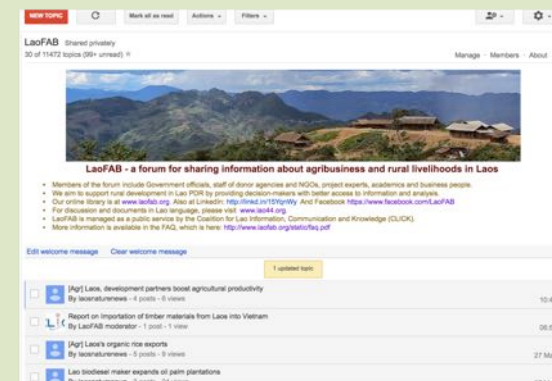 NEW TOPIC
Mark all as read
Actions
Filters
LaoFAB Shared privately
30 of 11472 topics (99+ unread)
Manage · Members · About
LaoFAB - a forum for sharing information about agribusiness and rural livelihoods in Laos
Members of the forum include Government officials, staff of donor agencies and NGOs, project experts, academics and business people.
We aim to support rural development in Lao PDR by providing decision-makers with better access to information and analysis.
Our online library is at www.laofab.org. Also at LinkedIn: http://linkd.in/15YqnWy And Facebook https://www.facebook.com/LaoFAB
For discussion and documents in Lao language, please visit www.lao44.org.
LaoFAB is managed as a public service by the Coalition for Lao Information, Communication and Knowledge (CLICK).
More information is available in the FAQ, which is here: http://www.laofab.org/static/faq.pdf
Edit welcome message Clear welcome message
1 updated topic
[Agr] Laos, development partners boost agricultural productivity
By laosnaturenews - 4 posts - 6 views
10:4
Report on Importation of timber materials from Laos into Vietnam
By LaoFAB moderator - 1 post - 1 view
[Agr] Laos's organic rice exports
By laosnaturenews - 5 posts - 9 views
27 Ma
Lao biodiesel maker expands oil palm plantations